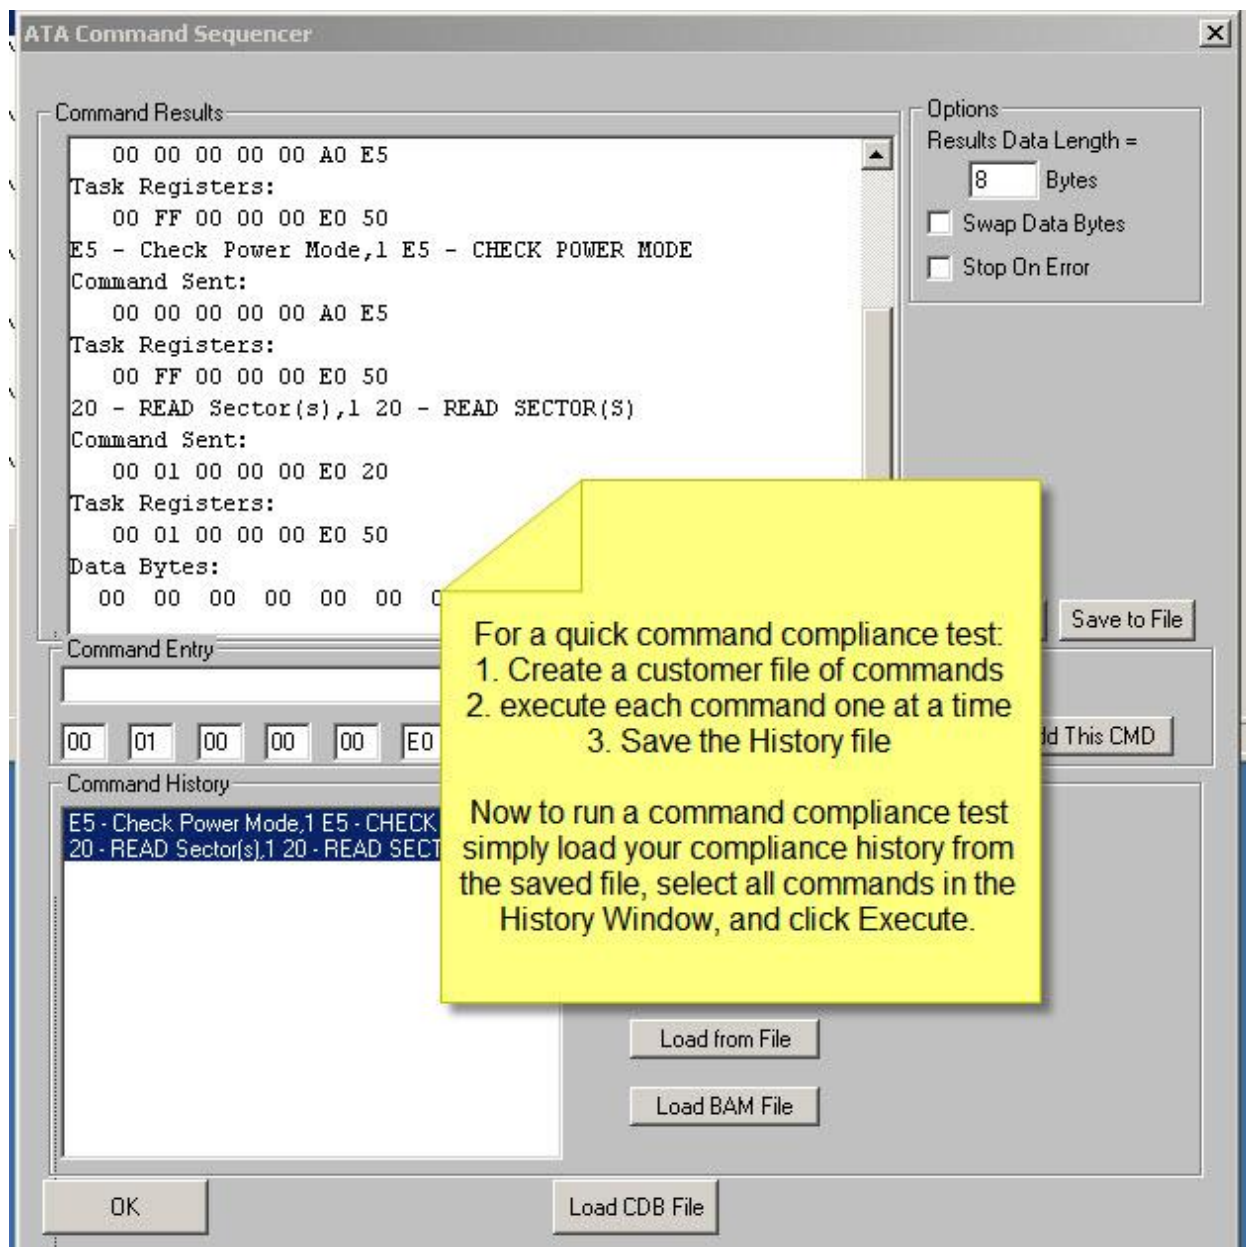 ATA Command Sequencer
Command Results
00 00 00 00 00 A0 E5
Task Registers:
00 FF 00 00 00 E0 50
E5 - Check Power Mode,1 E5 - CHECK POWER MODE
Command Sent:
00 00 00 00 00 A0 E5
Task Registers:
00 FF 00 00 00 E0 50
20 - READ Sector(s),1 20 - READ SECTOR(S)
Command Sent:
00 01 00 00 00 E0 20
Task Registers:
00 01 00 00 00 E0 50
Data Bytes:
00 00 00 00 00 00
Options
Results Data Length =
8 Bytes
Swap Data Bytes
Stop On Error
Save to File
Command Entry
00 01 00 00 00 E0
This CMD
Command History
E5 - Check Power Mode,1 E5 - CHECK
20 - READ Sector(s),1 20 - READ
For a quick command compliance test:
1. Create a customer file of commands
2. execute each command one at a time
3. Save the History file
Now to run a command compliance test
simply load your compliance history from
the saved file, select all commands in the
History Window, and click Execute.
Load from File
Load BAM File
OK
Load CDB File